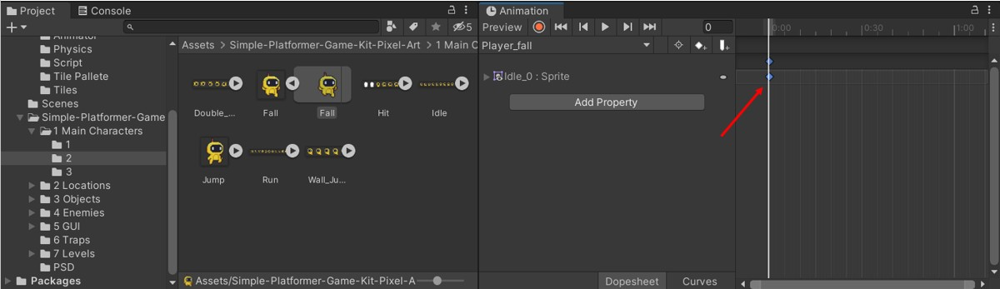 Project
Console
Animation
5
Preview
0
0:00
0:30
1:00
Animator
Physics
Script
Tile Pallete
Tiles
Scenes
Simple-Platformer-Game
1 Main Characters
1
2
3
2 Locations
3 Objects
4 Enemies
5 GUI
6 Traps
7 Levels
PSD
Packages
Assets > Simple-Platformer-Game-Kit-Pixel-Art > 1 Main C
Double_...
Fall
Fall
Hit
Idle
Jump
Run
Wall_Ju...
Assets/Simple-Platformer-Game-Kit-Pixel-A
Player_fall
Idle_0 : Sprite
Add Property
Dopesheet
Curves